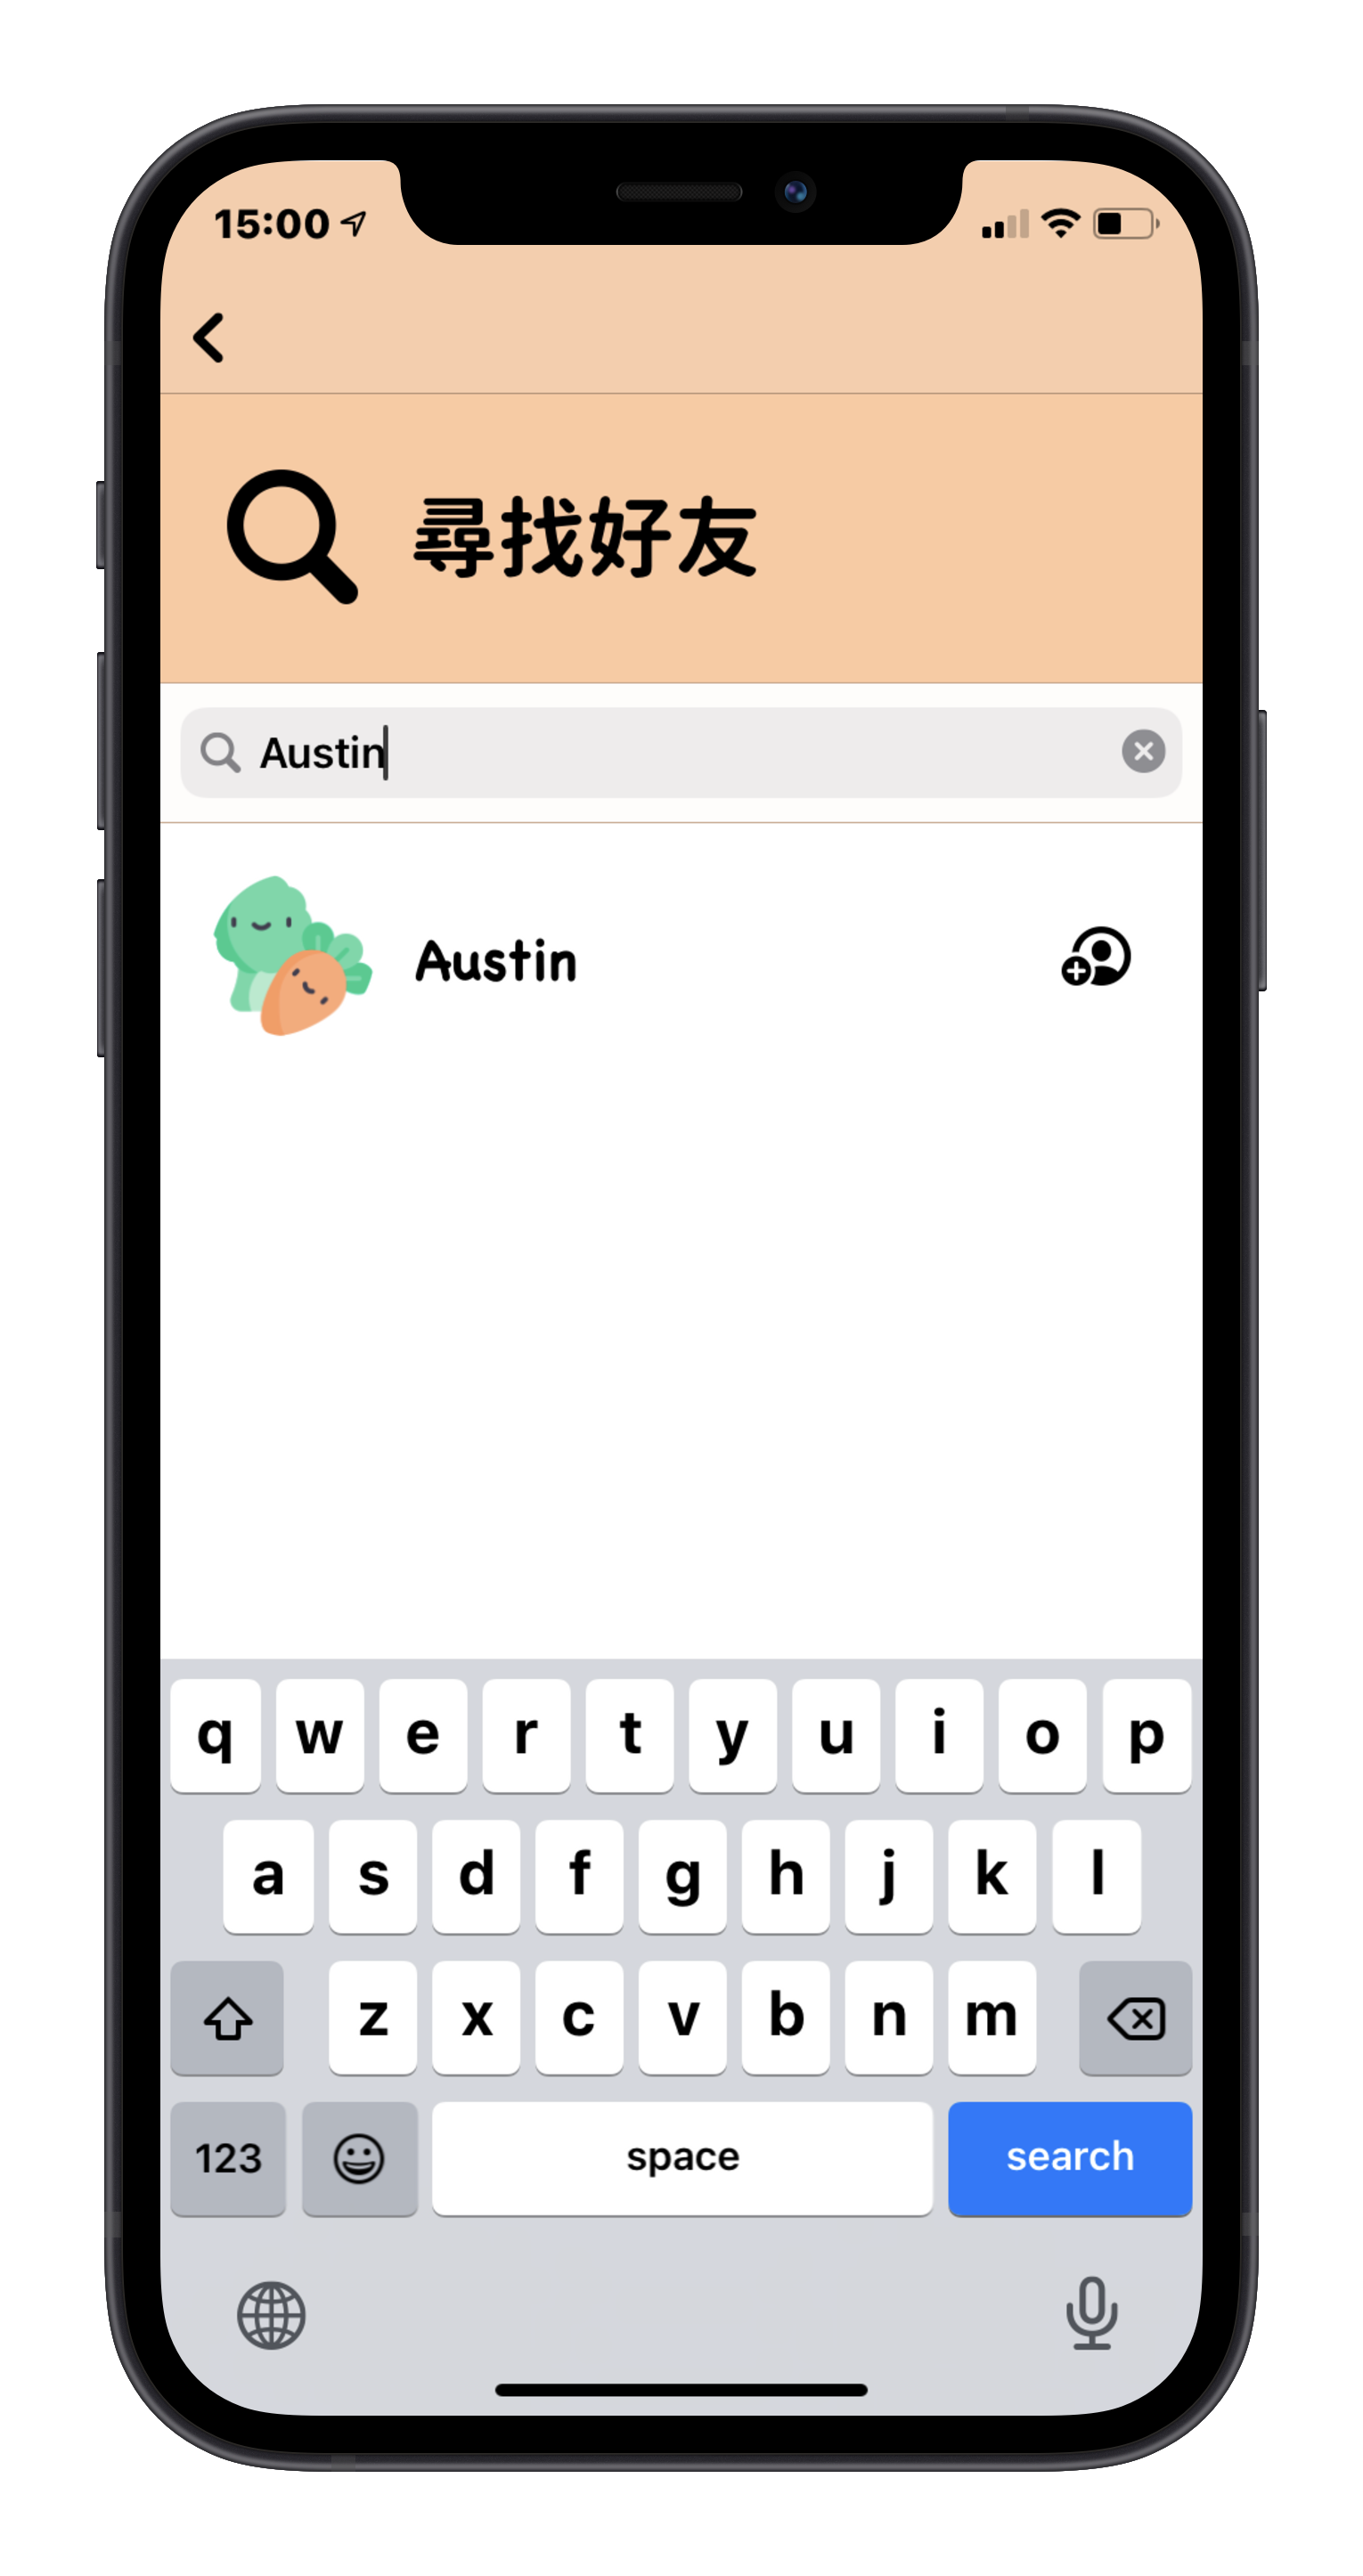 15:00
尋找好友
Austin
Austin
q w e r t y u i o p
a s d f g h j k l
z x c v b n m
123 space search